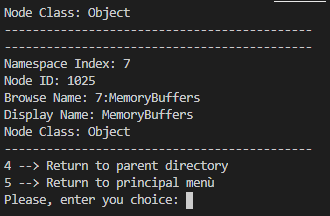 Node Class: Object
--------------------------------------------
--------------------------------------------
Namespace Index: 7
Node ID: 1025
Browse Name: 7:MemoryBuffers
Display Name: MemoryBuffers
Node Class: Object
--------------------------------------------
4 --> Return to parent directory
5 --> Return to principal menù
Please, enter you choice: